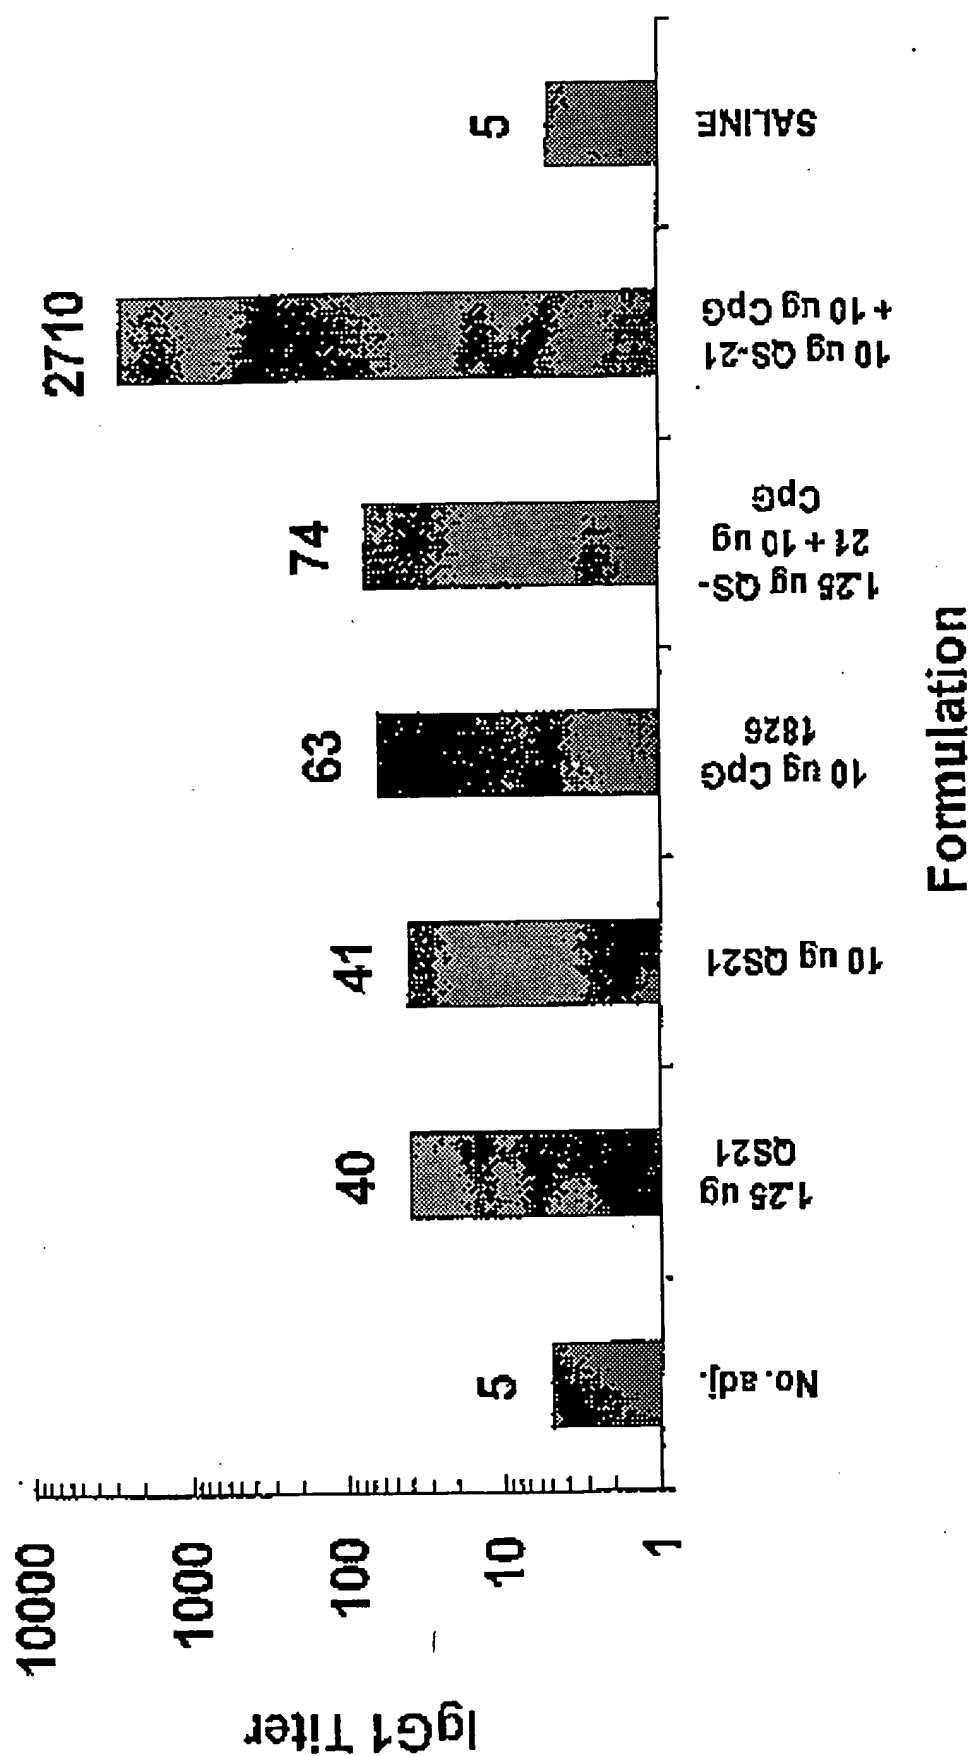 IgG1 Titer
10000
1000
100
10
1
5
40
41
63
74
2710
5
No. adj.
1.25 ug
QS21
10 ug QS21
10 ug CpG
1826
1.25 ug QS-
21 + 10 ug
CpG
10 ug QS-21
+ 10 ug CpG
SALINE
Formulation